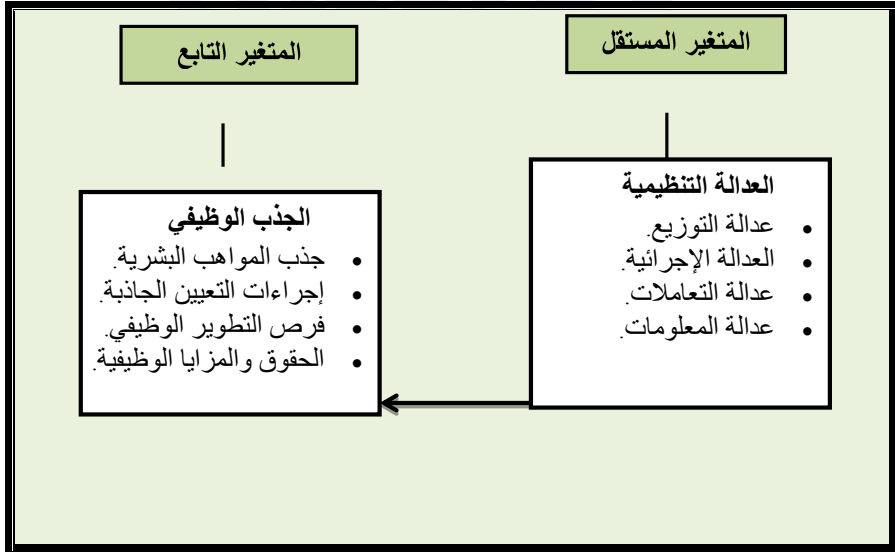 المتغير المستقل
المتغير التابع
العدالة التنظيمية
• عدالة التوزيع.
• العدالة الإجرائية.
• عدالة التعاملات.
• عدالة المعلومات.
الجذب الوظيفي
• جذب المواهب البشرية.
• إجراءات التعيين الجاذبة.
• فرص التطوير الوظيفي.
• الحقوق والمزايا الوظيفية.